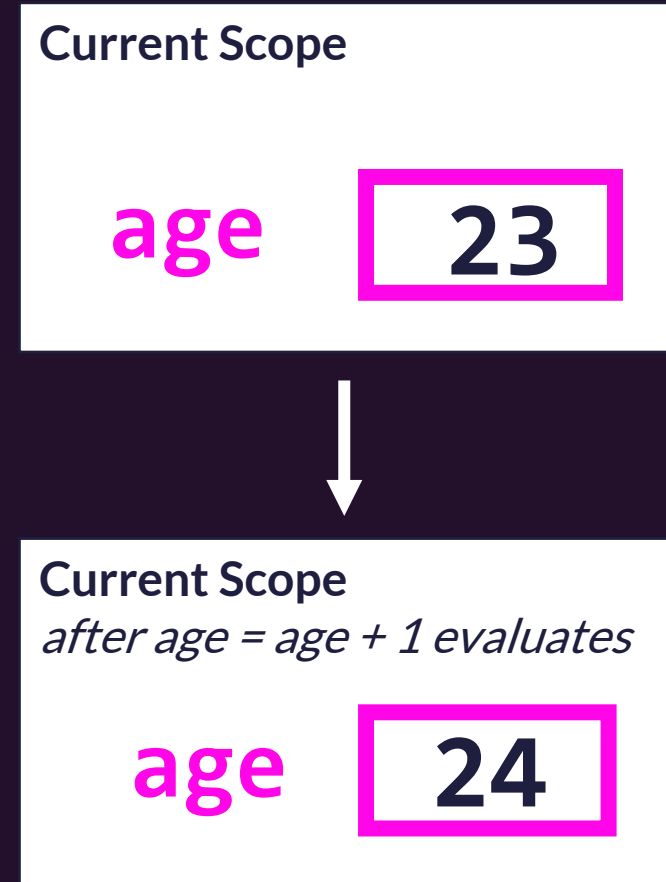 Current Scope
age 23
Current Scope
after age = age + 1 evaluates
age 24